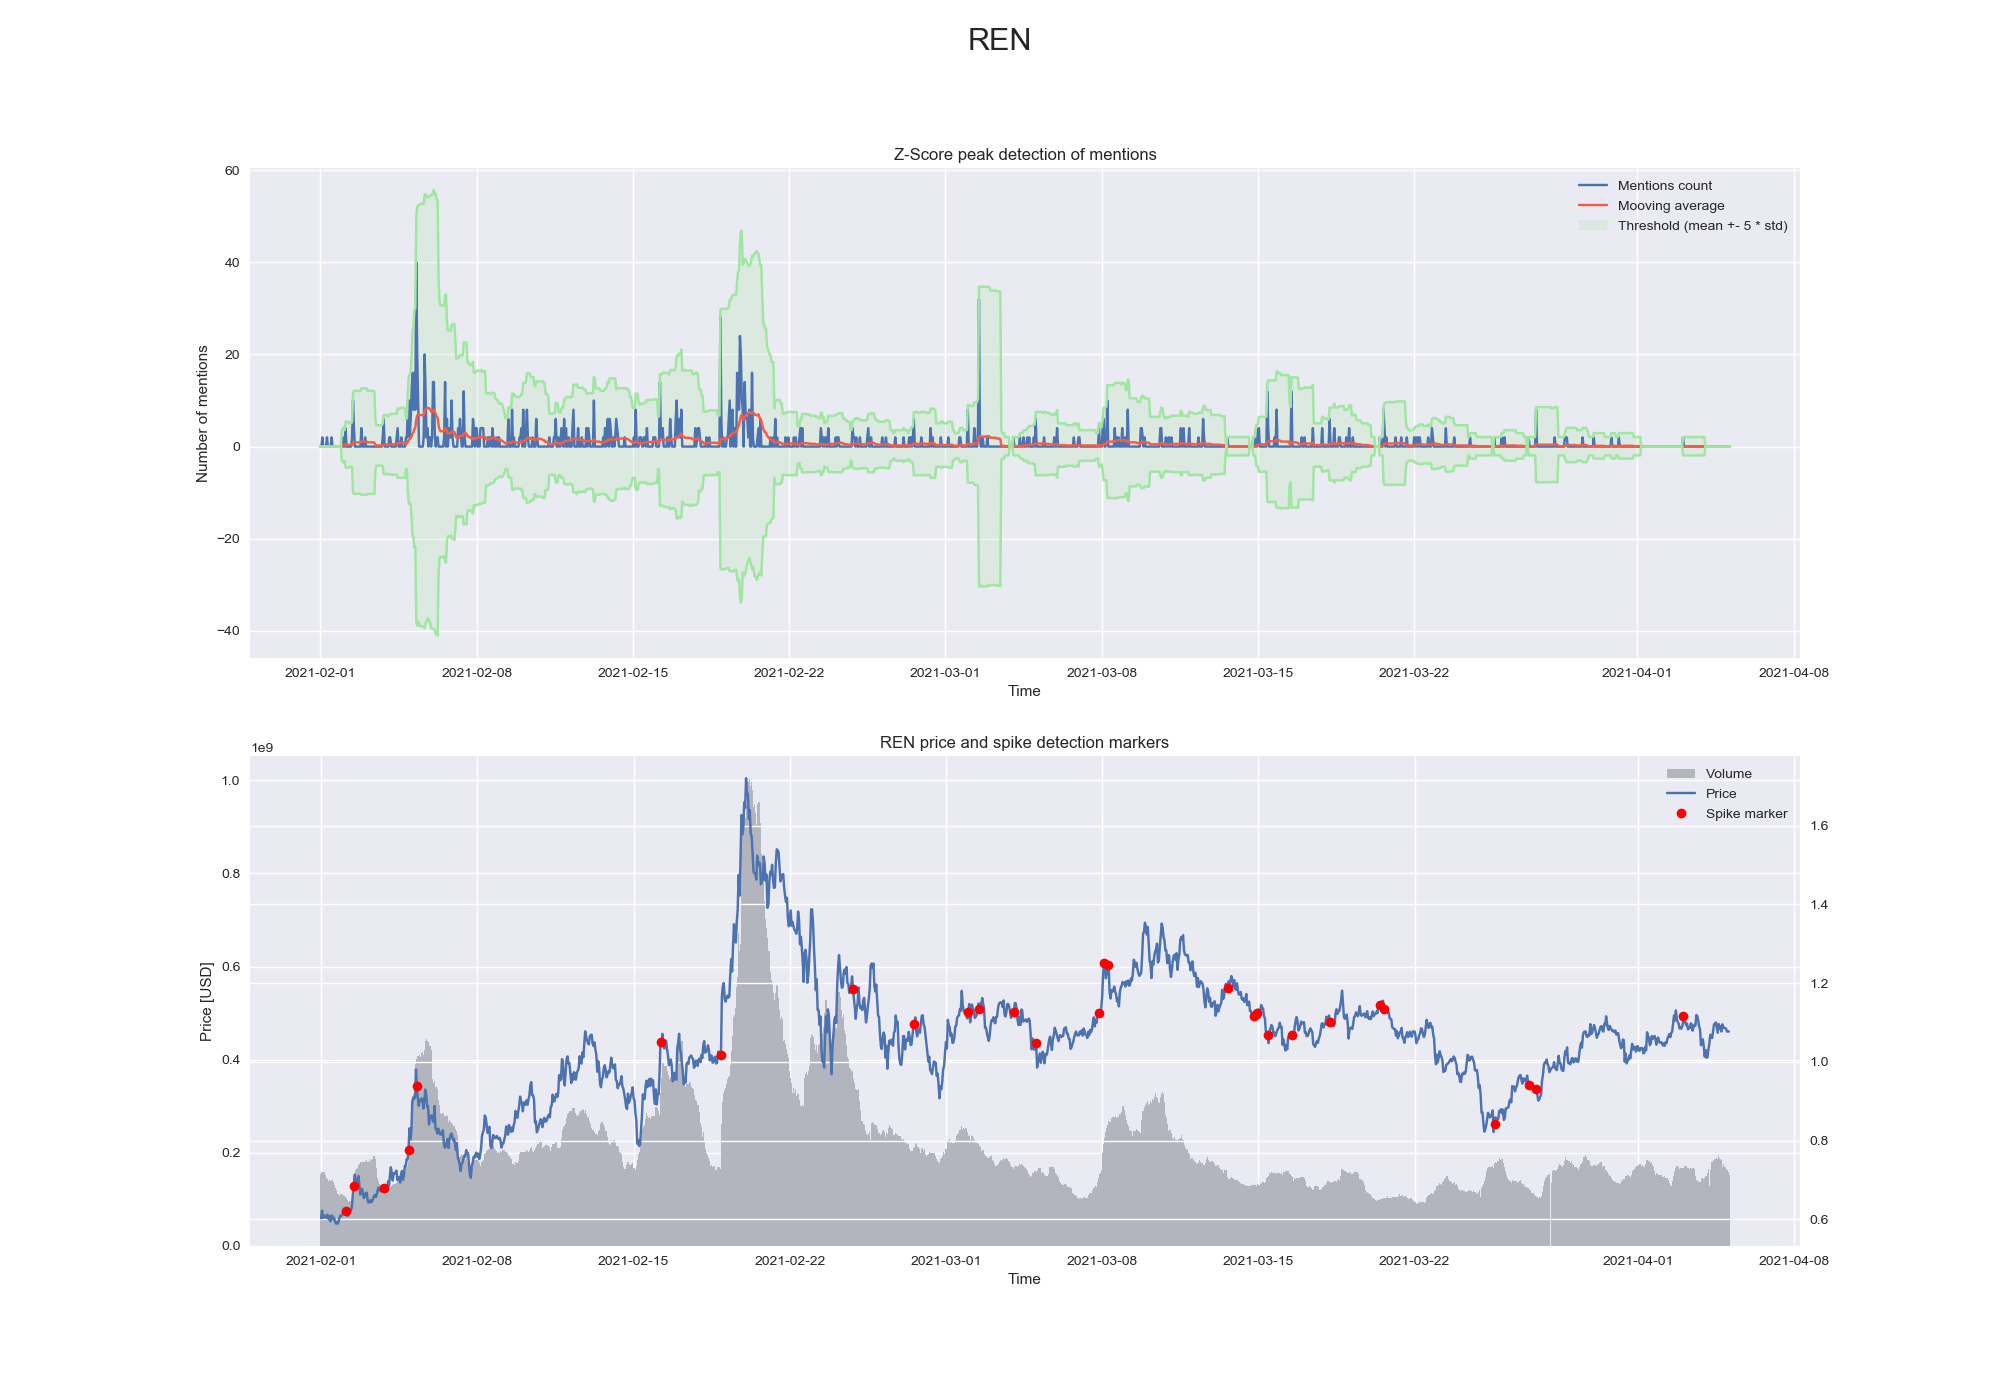 REN
Z-Score peak detection of mentions
Mentions count
Mooving average
Threshold (mean +- 5 * std)
Number of mentions
60
40
20
0
−20
−40
2021-02-01 2021-02-08 2021-02-15 2021-02-22 2021-03-01 2021-03-08 2021-03-15 2021-03-22 2021-04-01 2021-04-08
Time
REN price and spike detection markers
1e9
Volume
Price
Spike marker
Price [USD]
1.0
0.8
0.6
0.4
0.2
0.0
1.6
1.4
1.2
1.0
0.8
0.6
2021-02-01 2021-02-08 2021-02-15 2021-02-22 2021-03-01 2021-03-08 2021-03-15 2021-03-22 2021-04-01 2021-04-08
Time